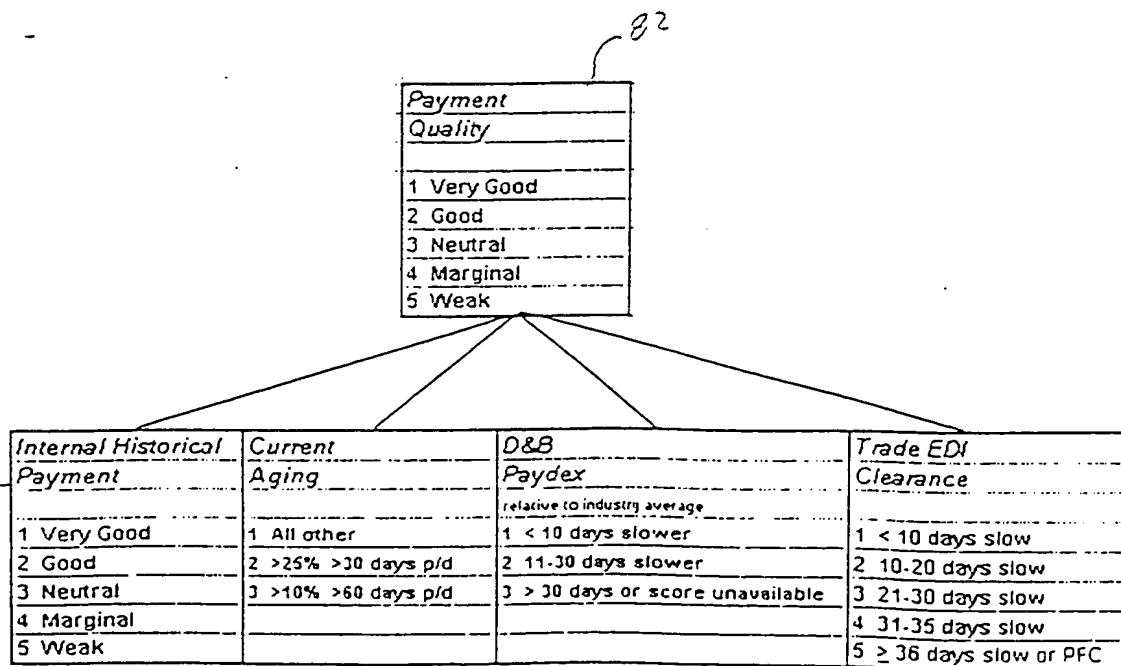 82
Payment
Quality
1 Very Good
2 Good
3 Neutral
4 Marginal
5 Weak
Internal Historical
Payment
1 Very Good
2 Good
3 Neutral
4 Marginal
5 Weak
Current
Aging
1 All other
2 >25% >30 days p/d
3 >10% >60 days p/d
D&B
Paydex
relative to industry average
1 < 10 days slower
2 11-30 days slower
3 > 30 days or score unavailable
Trade EDI
Clearance
1 < 10 days slow
2 10-20 days slow
3 21-30 days slow
4 31-35 days slow
5 ≥ 36 days slow or PFC